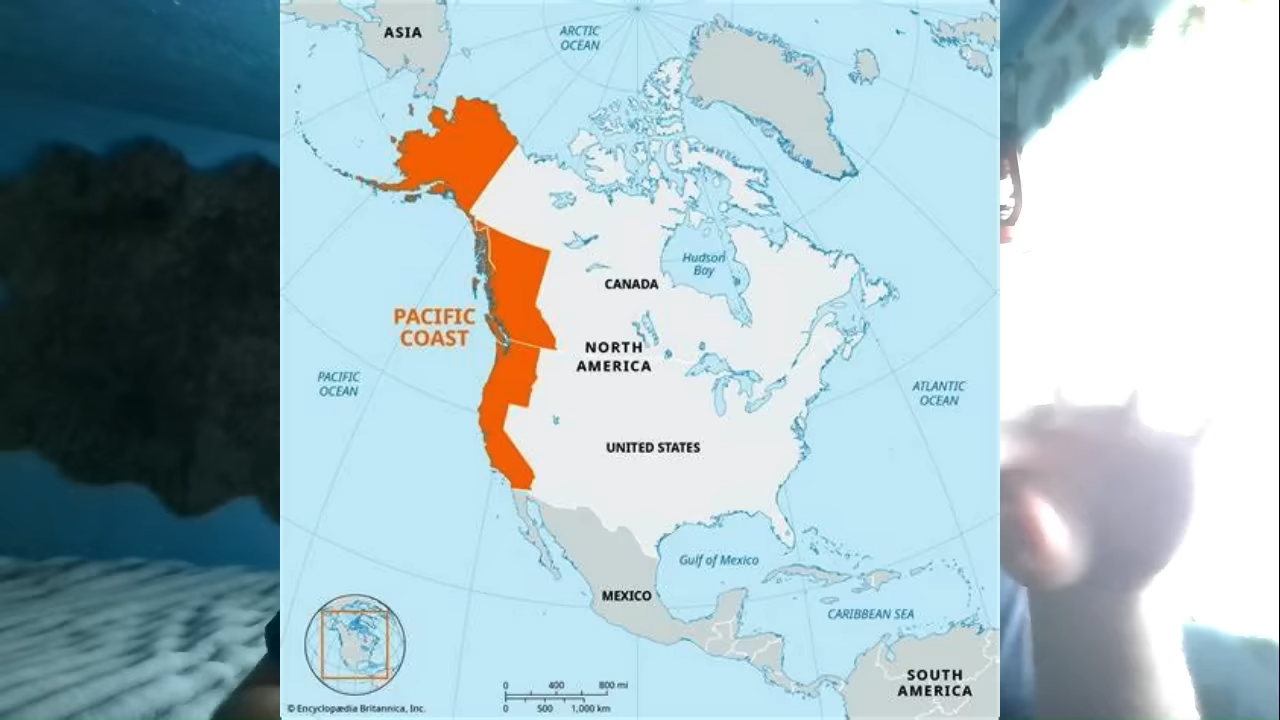 ASIA
ARCTIC
OCEAN
Hudson
Bay
CANADA
PACIFIC
COAST
NORTH
AMERICA
PACIFIC
OCEAN
ATLANTIC
OCEAN
UNITED STATES
Gulf of Mexico
MEXICO
CARIBBEAN SEA
SOUTH
AMERICA
0 400 800 mi
0 500 1,000 km
© Encyclopædia Britannica, Inc.